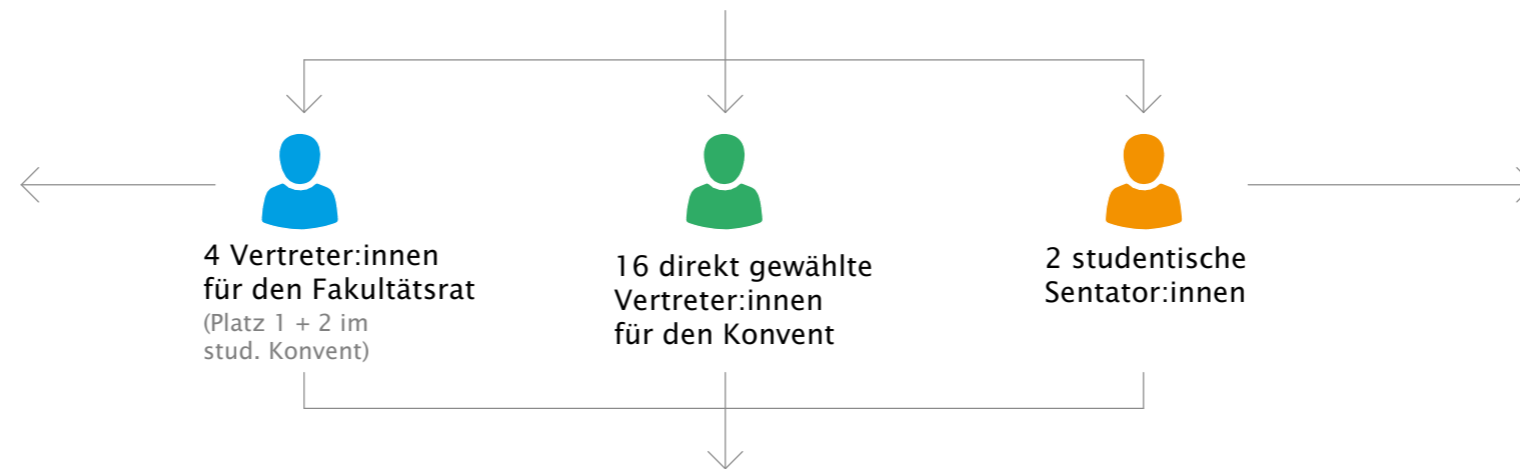 4 Vertreter:innen
für den Fakultätsrat
(Platz 1 + 2 im
stud. Konvent)
16 direkt gewählte
Vertreter:innen
für den Konvent
2 studentische
Sentator:innen